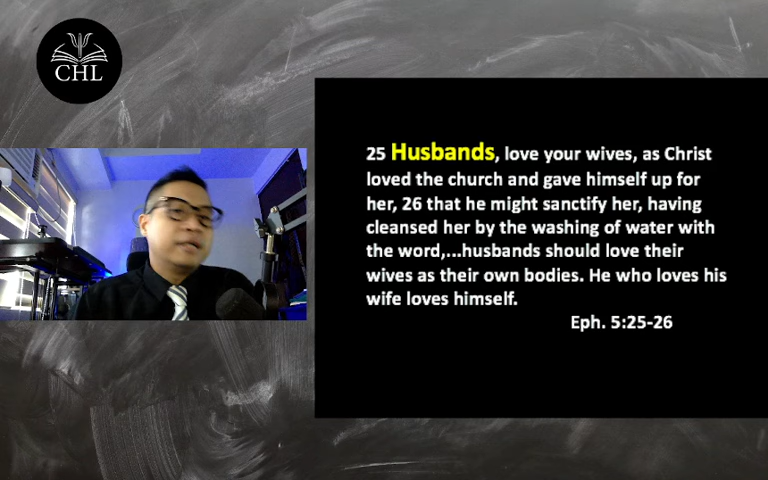 CHL
25 Husbands, love your wives, as Christ
loved the church and gave himself up for
her, 26 that he might sanctify her, having
cleansed her by the washing of water with
the word,...husbands should love their
wives as their own bodies. He who loves his
wife loves himself.
Eph. 5:25-26